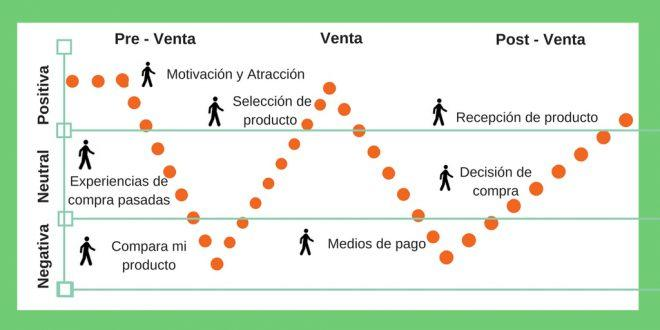 Pre - Venta
Venta
Post - Venta
Positiva
Neutral
Negativa
Motivación y Atracción
Selección de
producto
Recepción de producto
Experiencias de
compra pasadas
Decisión de
compra
Compara mi
producto
Medios de pago